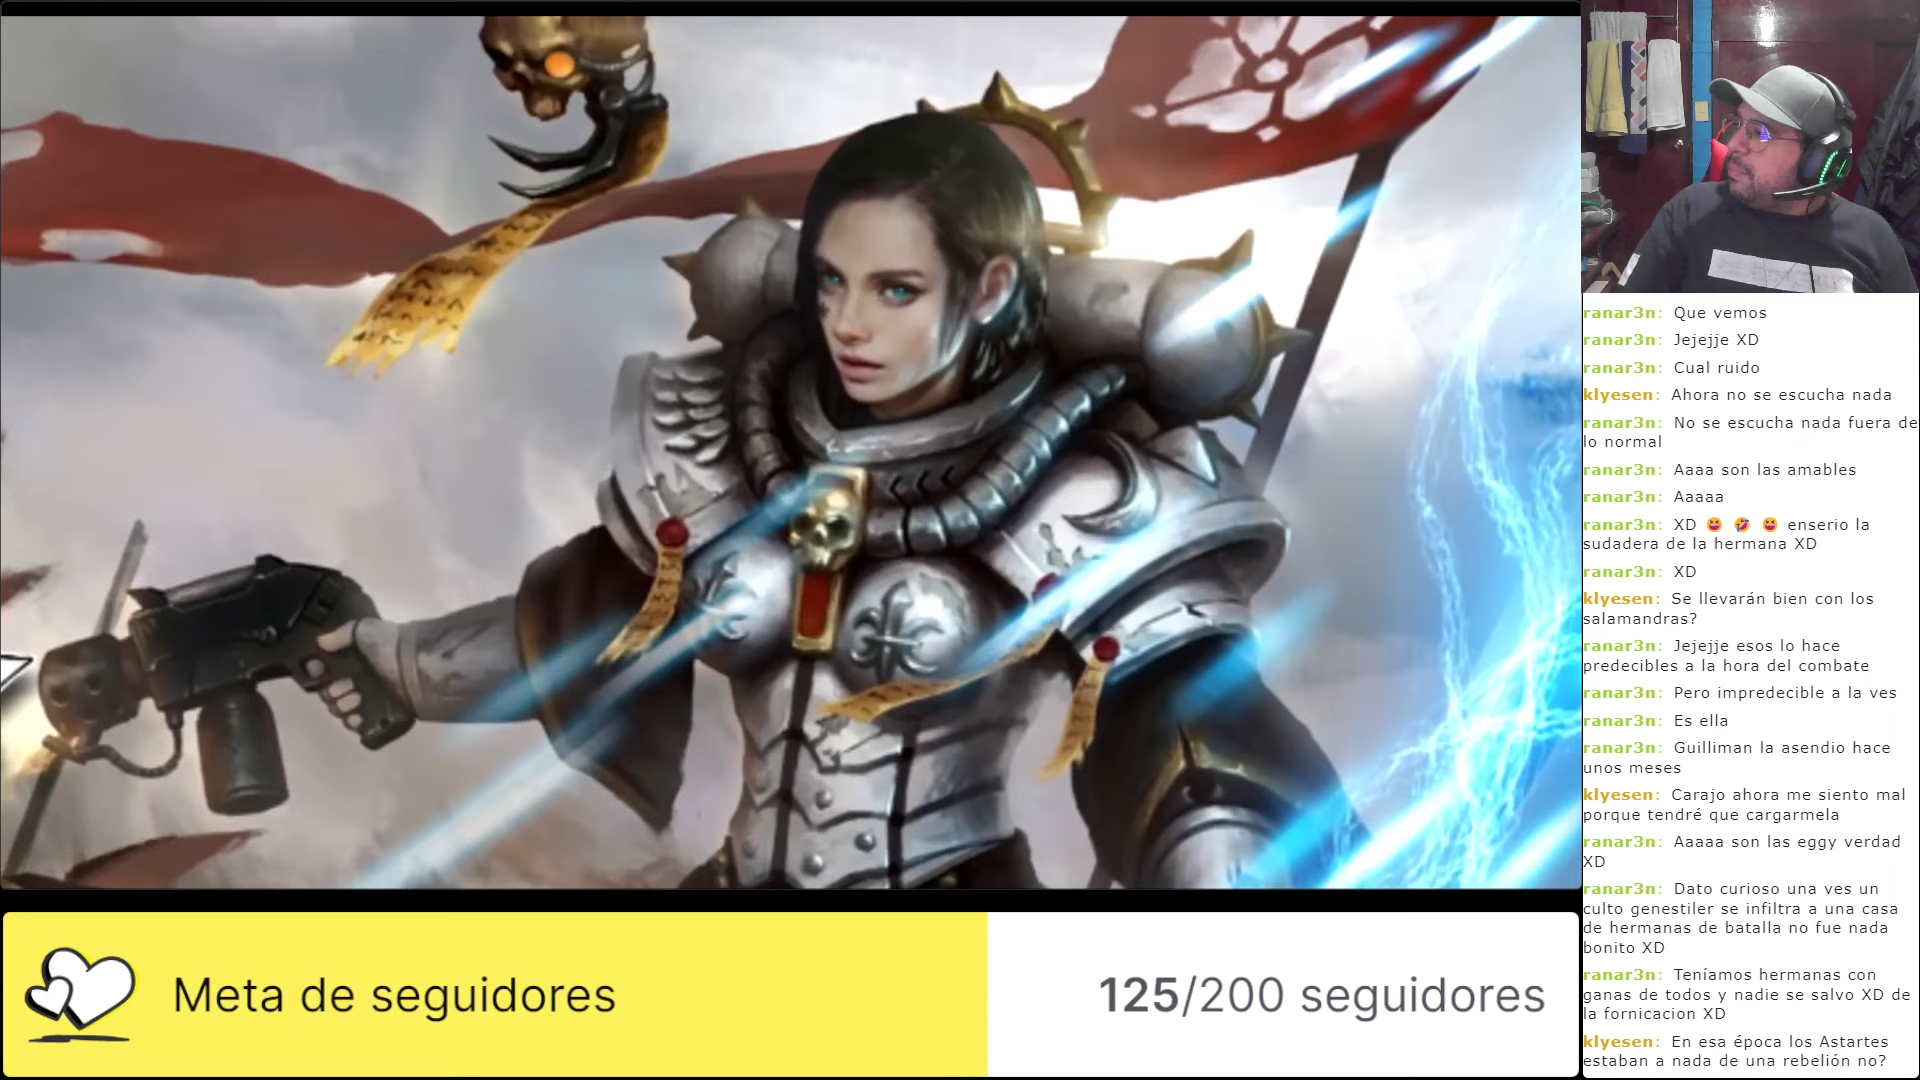 ranar3n: Que vemos
ranar3n: Jejejje XD
ranar3n: Cual ruido
klyesen: Ahora no se escucha nada
ranar3n: No se escucha nada fuera de
lo normal
ranar3n: Aaaa son las amables
ranar3n: Aaaaa
ranar3n: XD 😆 🤣 😆 enserio la
sudadera de la hermana XD
ranar3n: XD
klyesen: Se llevarán bien con los
salamandras?
ranar3n: Jejejje esos lo hace
predecibles a la hora del combate
ranar3n: Pero impredecible a la ves
ranar3n: Es ella
ranar3n: Guilliman la asendio hace
unos meses
klyesen: Carajo ahora me siento mal
porque tendré que cargarmela
ranar3n: Aaaaa son las eggy verdad
XD
ranar3n: Dato curioso una ves un
culto genestiler se infiltra a una casa
de hermanas de batalla no fue nada
bonito XD
ranar3n: Teníamos hermanas con
ganas de todos y nadie se salvo XD de
la fornicacion XD
klyesen: En esa época los Astartes
estaban a nada de una rebelión no?
Meta de seguidores
125/200 seguidores